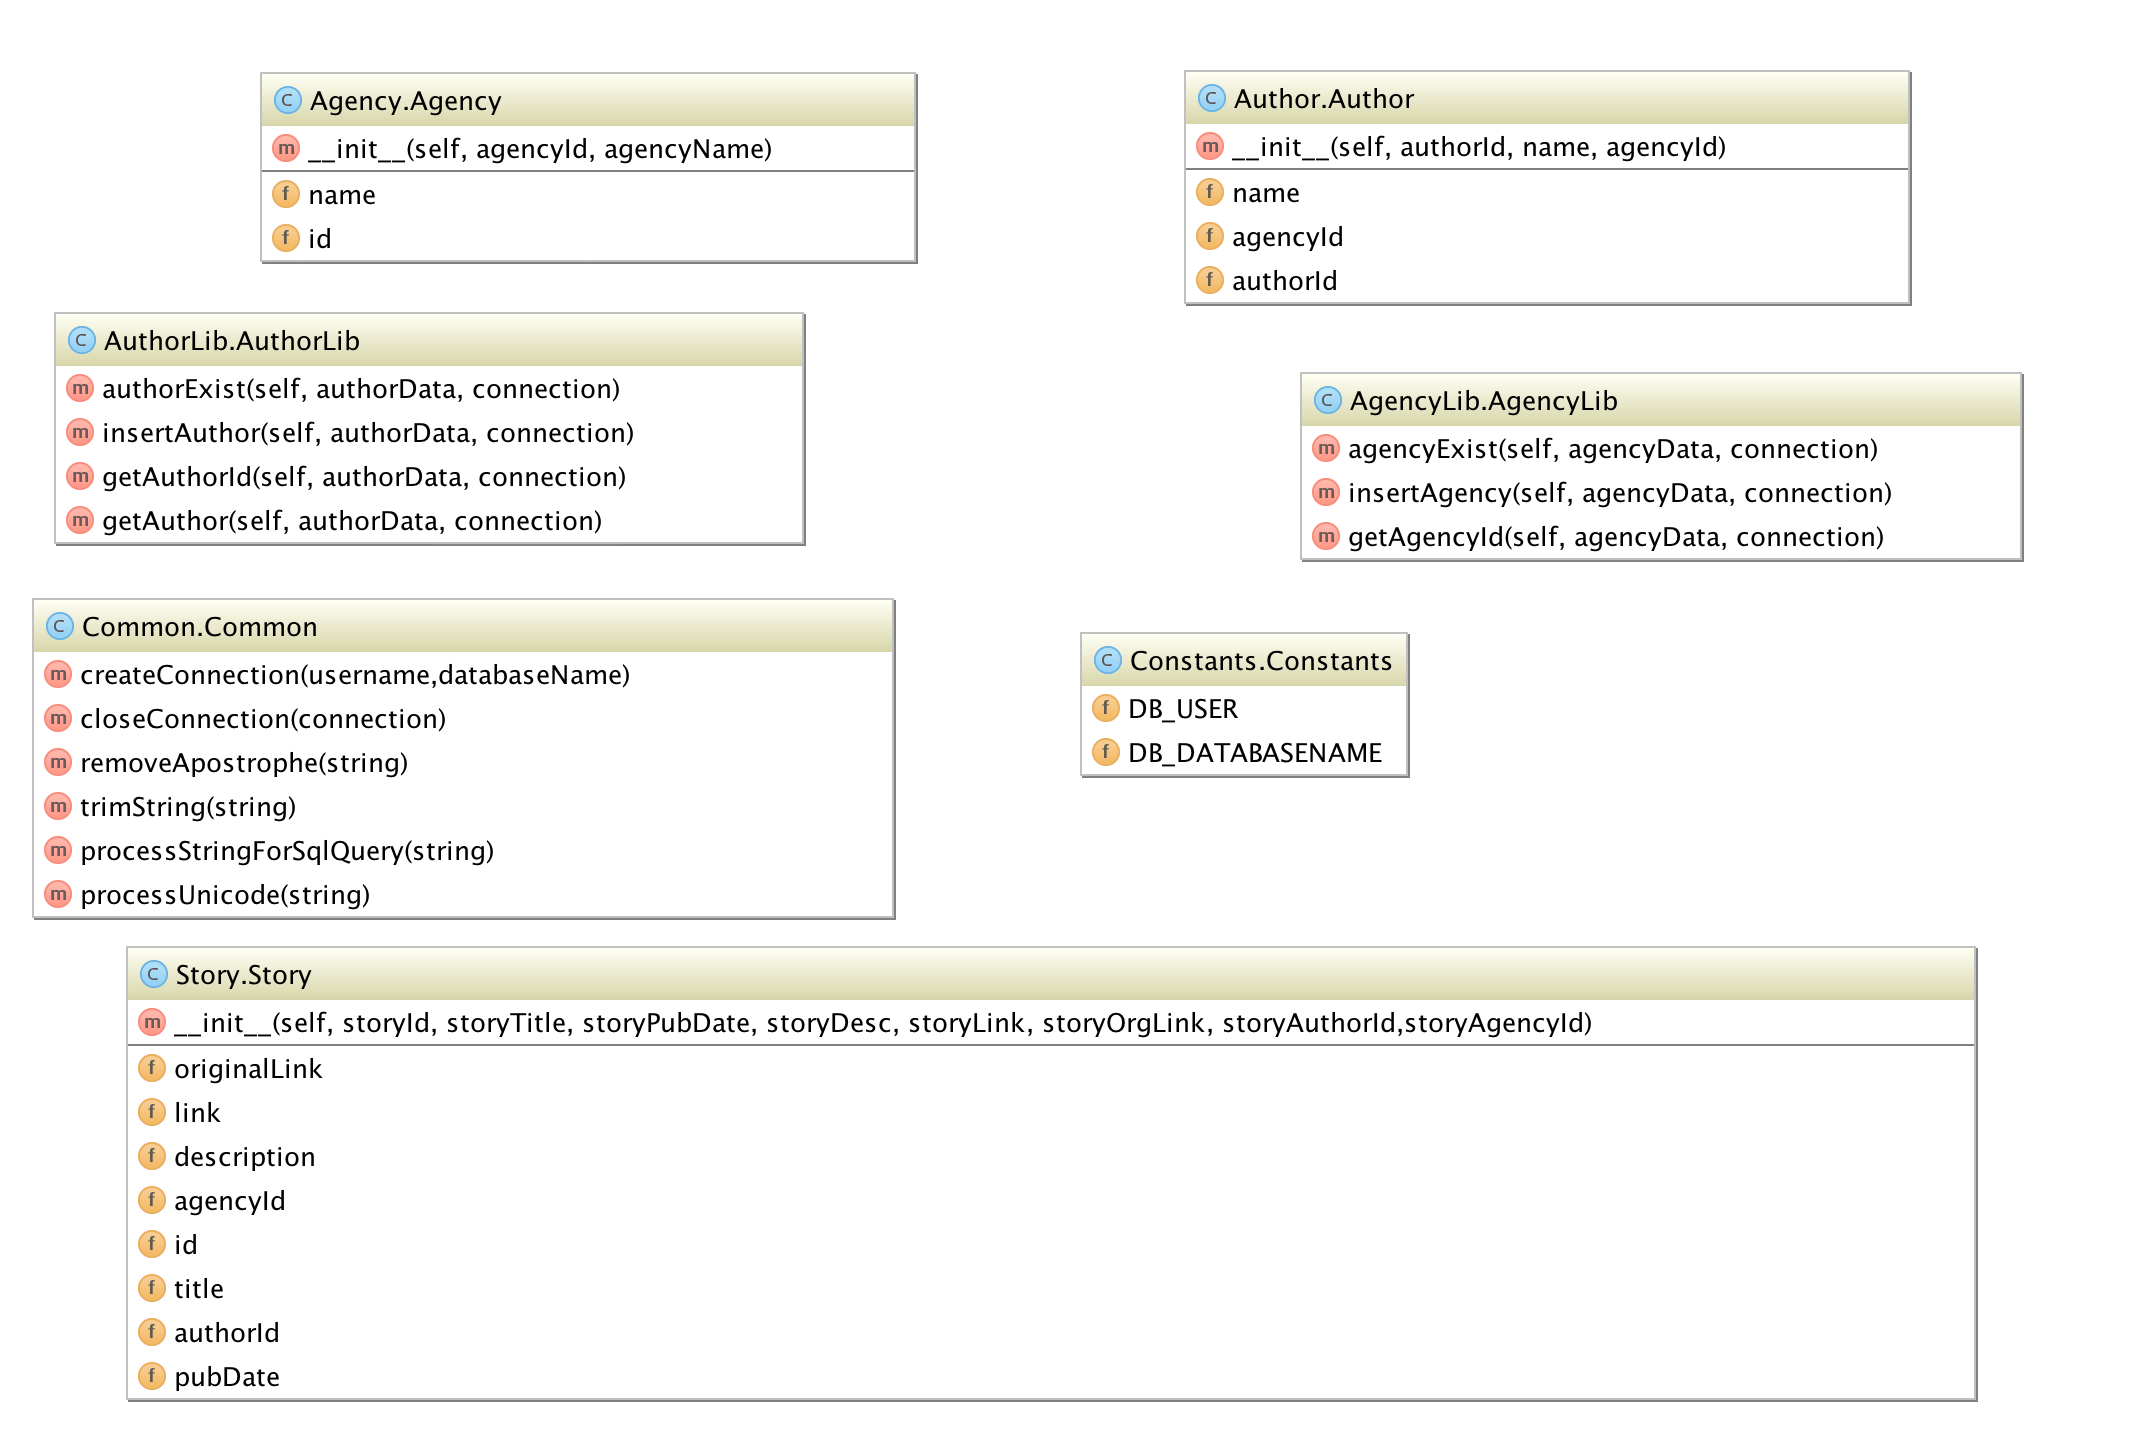 Agency.Agency
__init__(self, agencyId, agencyName)
name
id
Author.Author
__init__(self, authorId, name, agencyId)
name
agencyId
authorId
AuthorLib.AuthorLib
authorExist(self, authorData, connection)
insertAuthor(self, authorData, connection)
getAuthorId(self, authorData, connection)
getAuthor(self, authorData, connection)
AgencyLib.AgencyLib
agencyExist(self, agencyData, connection)
insertAgency(self, agencyData, connection)
getAgencyId(self, agencyData, connection)
Common.Common
createConnection(username,databaseName)
closeConnection(connection)
removeApostrophe(string)
trimString(string)
processStringForSqlQuery(string)
processUnicode(string)
Constants.Constants
DB_USER
DB_DATABASENAME
Story.Story
__init__(self, storyId, storyTitle, storyPubDate, storyDesc, storyLink, storyOrgLink, storyAuthorId,storyAgencyId)
originalLink
link
description
agencyId
id
title
authorId
pubDate